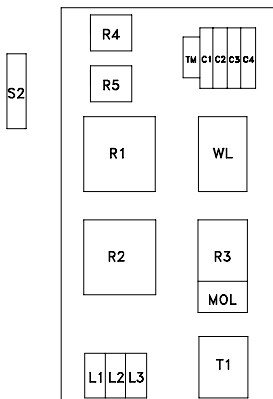 R4
TM C1 C2 C3 C4
R5
S2
R1 WL
R2 R3
MOL
T1
L1 L2 L3